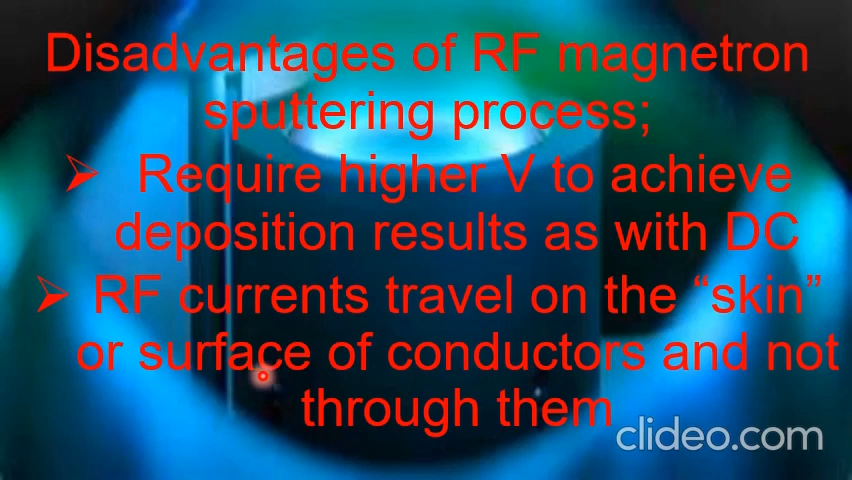 Disadvantages of RF magnetron
sputtering process;
➢ Require higher V to achieve
deposition results as with DC
➢ RF currents travel on the “skin”
or surface of conductors and not
through them
clideo.com